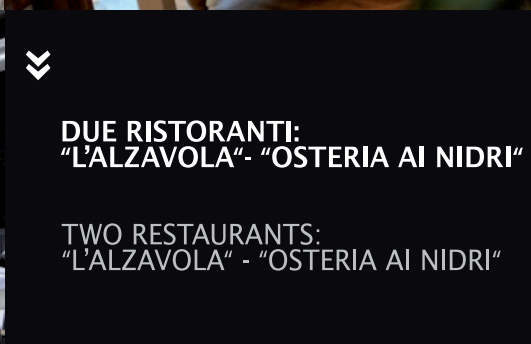 DUE RISTORANTI:
“L'ALZAVOLA“- “OSTERIA AI NIDRI“
TWO RESTAURANTS:
“L'ALZAVOLA“ - “OSTERIA AI NIDRI“